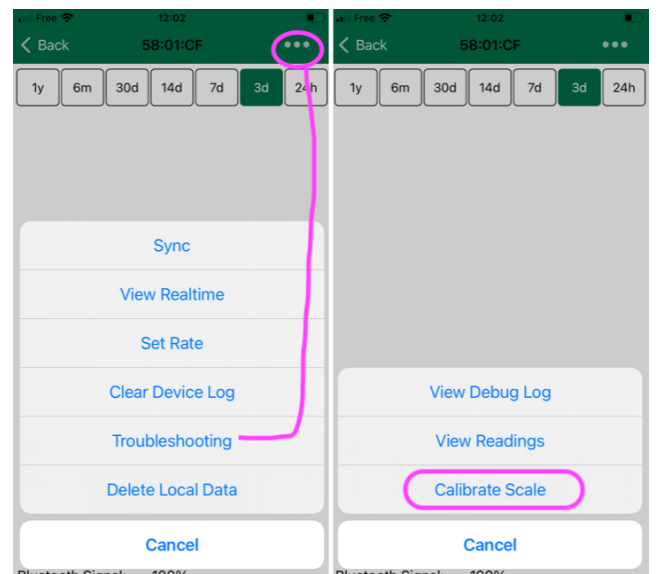 Free 12:02
Back 58:01:CF •••
1y 6m 30d 14d 7d 3d 24h
Sync
View Realtime
Set Rate
Clear Device Log
Troubleshooting
Delete Local Data
Cancel
Free 12:02
Back 58:01:CF •••
1y 6m 30d 14d 7d 3d 24h
View Debug Log
View Readings
Calibrate Scale
Cancel